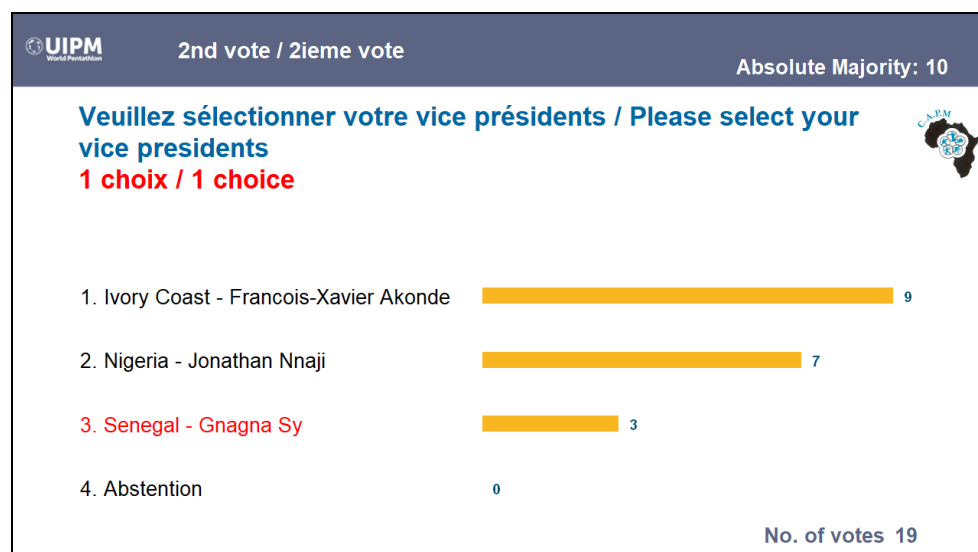 UIPM
World Pentathlon
2nd vote / 2ieme vote
Absolute Majority: 10
Veuillez sélectionner votre vice présidents / Please select your
vice presidents
1 choix / 1 choice
C.A.P.M
1. Ivory Coast - Francois-Xavier Akonde 9
2. Nigeria - Jonathan Nnaji 7
3. Senegal - Gnagna Sy 3
4. Abstention 0
No. of votes 19